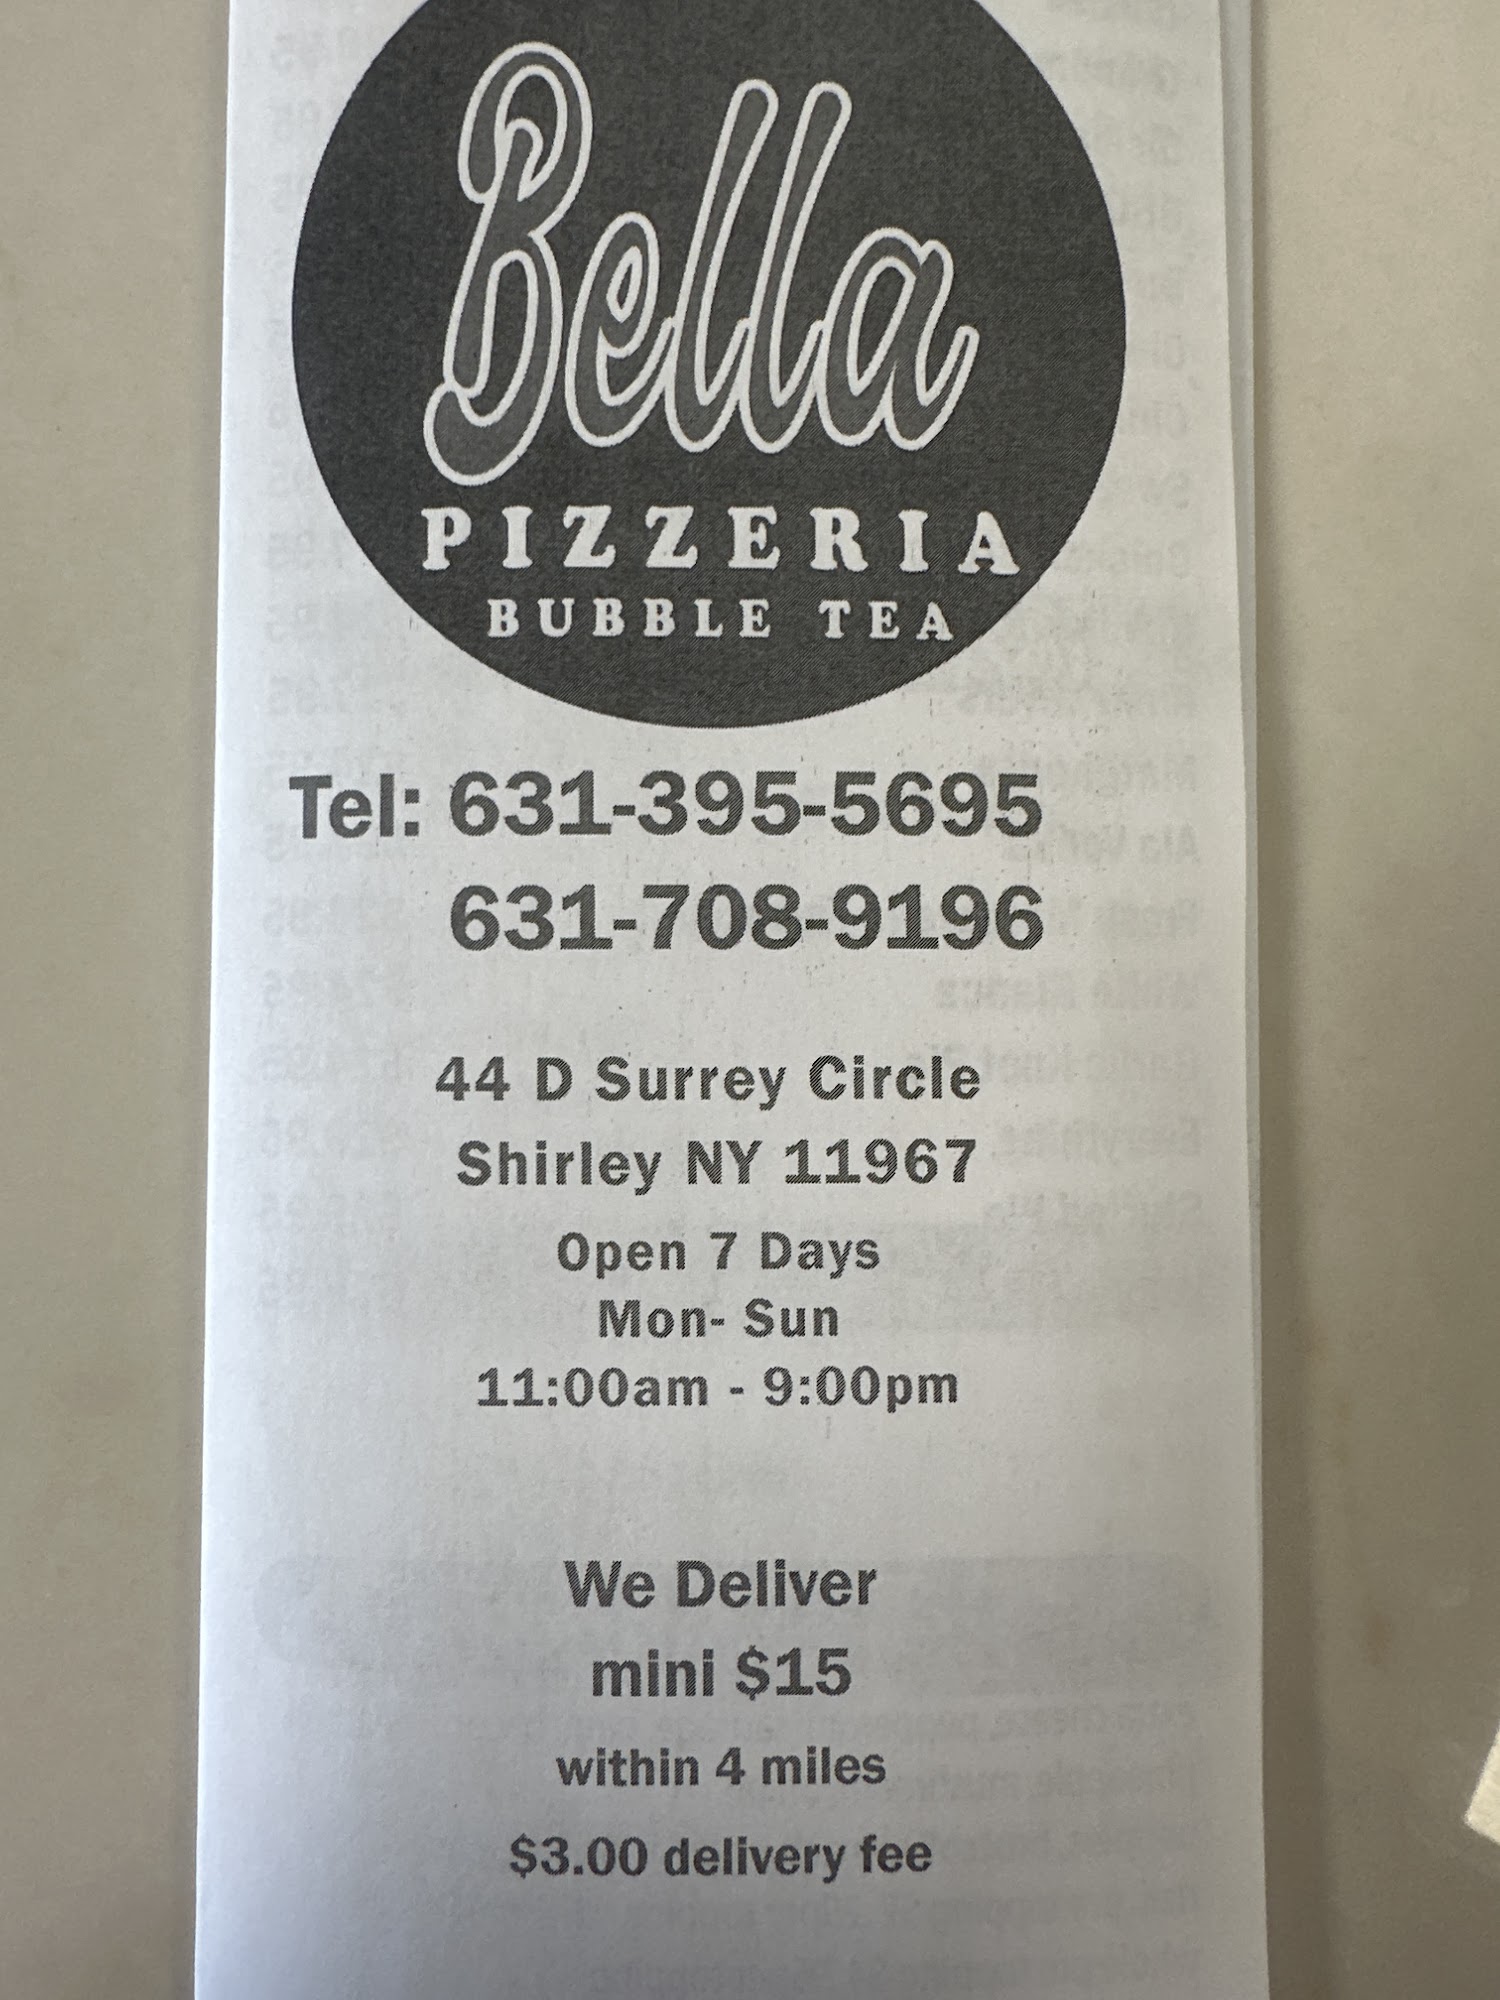 Bella
PIZZERIA
BUBBLE TEA
Tel: 631-395-5695
631-708-9196
44 D Surrey Circle
Shirley NY 11967
Open 7 Days
Mon- Sun
11:00am - 9:00pm
We Deliver
mini $15
within 4 miles
$3.00 delivery fee